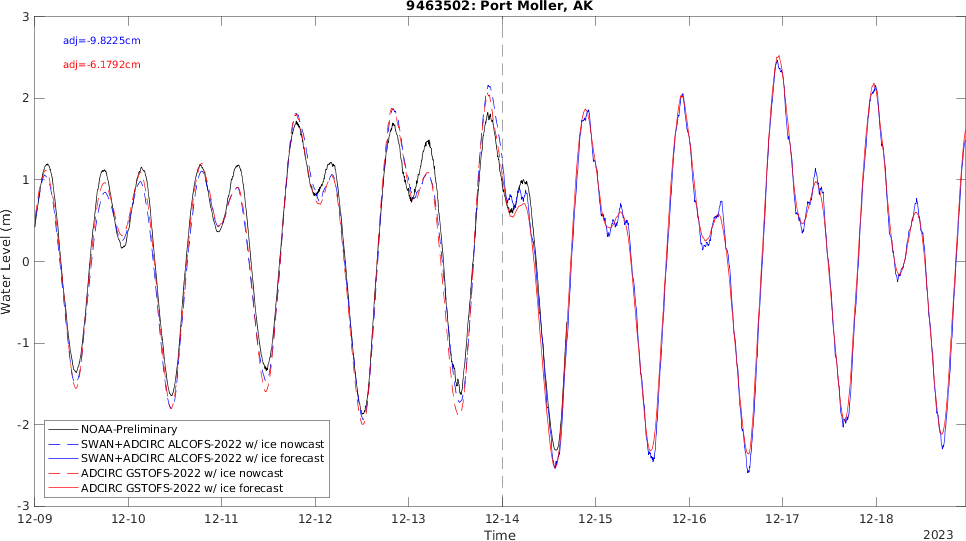 9463502: Port Moller, AK
3
adj=-9.8225cm
adj=-6.1792cm
2
1
0
-1
-2
-3
Water Level (m)
NOAA-Preliminary
SWAN+ADCIRC ALCOFS-2022 w/ ice nowcast
SWAN+ADCIRC ALCOFS-2022 w/ ice forecast
ADCIRC GSTOFS-2022 w/ ice nowcast
ADCIRC GSTOFS-2022 w/ ice forecast
12-09 12-10 12-11 12-12 12-13 12-14 12-15 12-16 12-17 12-18
Time
2023